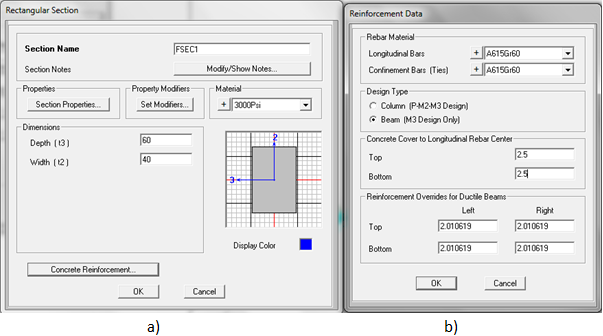 Rectangular Section
Section Name
FSEC1
Section Notes
Modify/Show Notes...
Properties
Section Properties...
Property Modifiers
Set Modifiers...
Material
+
3000Psi
Dimensions
Depth ( t3 )
60
Width ( t2 )
40
2
3
Display Color
Concrete Reinforcement...
OK
Cancel
a)
Reinforcement Data
Rebar Material
Longitudinal Bars
+
A615Gr60
Confinement Bars (Ties)
+
A615Gr60
Design Type
Column (P-M2-M3 Design)
Beam (M3 Design Only)
Concrete Cover to Longitudinal Rebar Center
Top
2.5
Bottom
2.5
Reinforcement Overrides for Ductile Beams
Left Right
Top 2.010619 2.010619
Bottom 2.010619 2.010619
OK
Cancel
b)